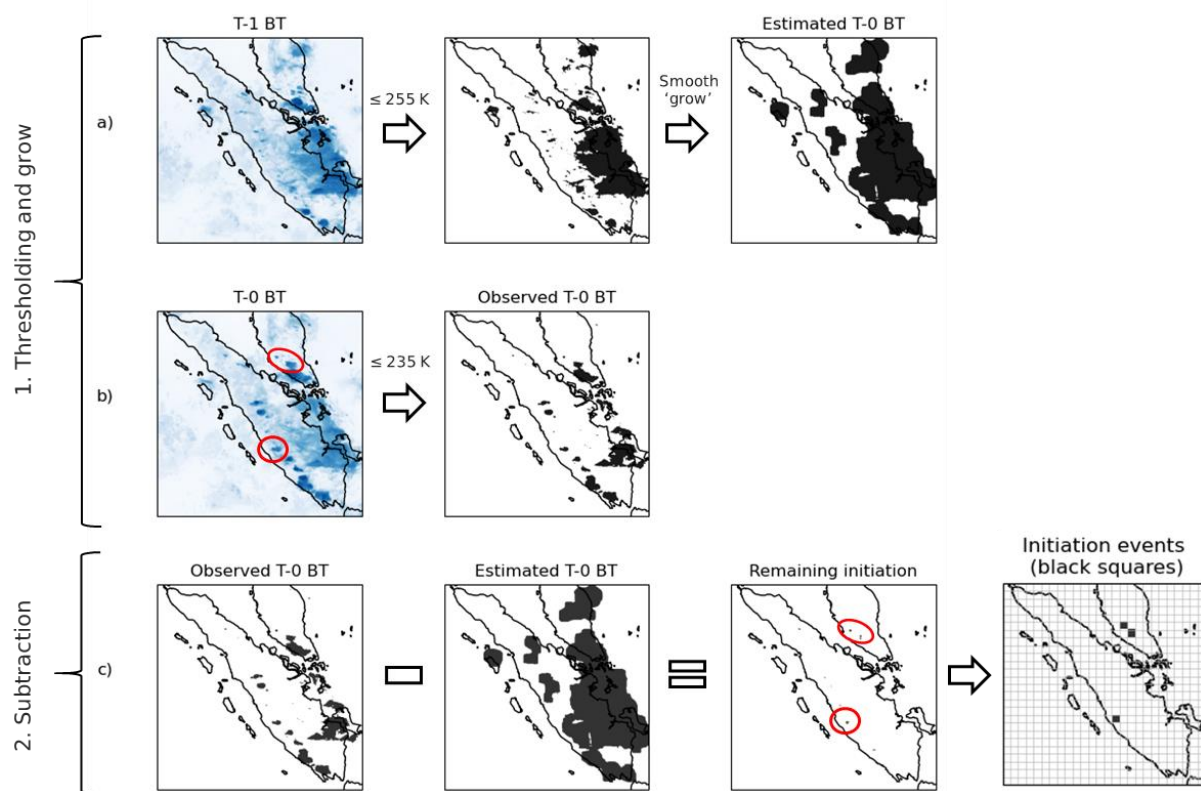 1. Thresholding and grow
a)
T-1 BT
≤ 255 K
Smooth
‘grow’
Estimated T-0 BT
b)
T-0 BT
≤ 235 K
Observed T-0 BT
2. Subtraction
c)
Observed T-0 BT
Estimated T-0 BT
Remaining initiation
Initiation events
(black squares)